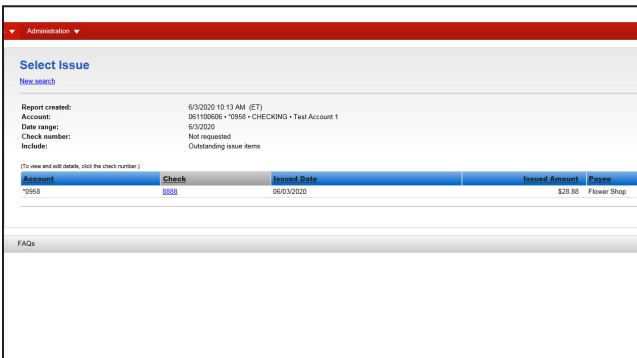 Administration
Select Issue
New search
Report created: 6/3/2020 10:13 AM (ET)
Account: 061100606 • *0958 • CHECKING • Test Account 1
Date range: 6/3/2020
Check number: Not requested
Include: Outstanding issue items
(To view and edit details, click the check number.)
Account Check Issued Date Issued Amount Payee
*0958 8888 06/03/2020 $28.88 Flower Shop
FAQs